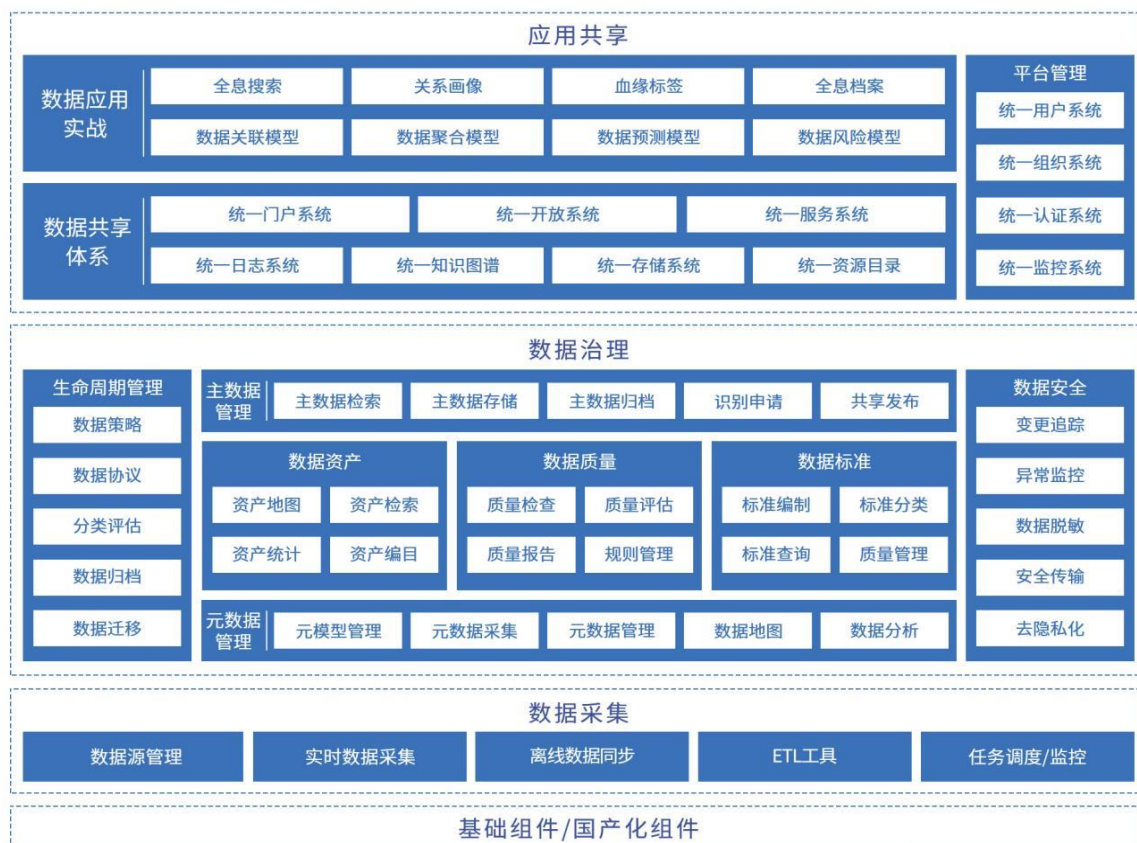 应用共享
数据应用
实战
全息搜索
关系画像
血缘标签
全息档案
数据关联模型
数据聚合模型
数据预测模型
数据风险模型
数据共享
体系
统一门户系统
统一开放系统
统一服务系统
统一日志系统
统一知识图谱
统一存储系统
统一资源目录
平台管理
统一用户系统
统一组织系统
统一认证系统
统一监控系统
数据治理
生命周期管理
数据策略
数据协议
分类评估
数据归档
数据迁移
主数据
管理
主数据检索
主数据存储
主数据归档
识别申请
共享发布
数据资产
资产地图
资产检索
资产统计
资产编目
数据质量
质量检查
质量评估
质量报告
规则管理
数据标准
标准编制
标准分类
标准查询
质量管理
元数据
管理
元模型管理
元数据采集
元数据管理
数据地图
数据分析
数据安全
变更追踪
异常监控
数据脱敏
安全传输
去隐私化
数据采集
数据源管理
实时数据采集
离线数据同步
ETL工具
任务调度/监控
基础组件/国产化组件